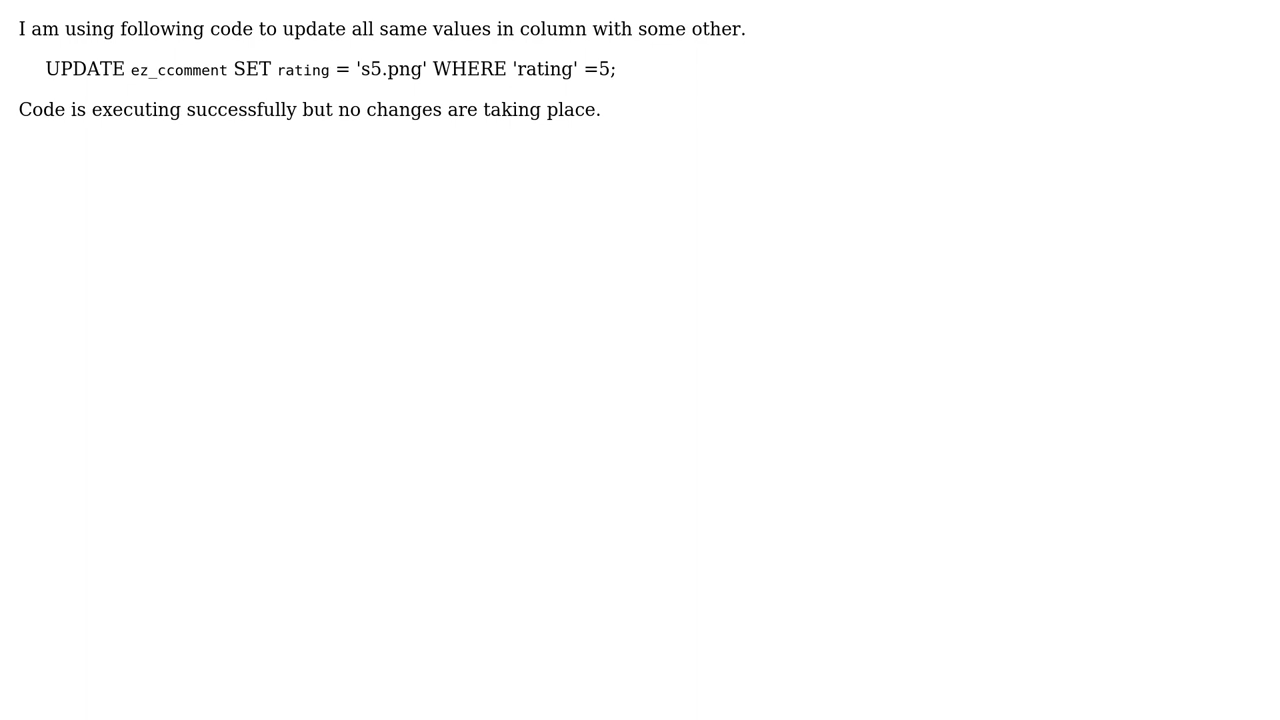 I am using following code to update all same values in column with some other.
UPDATE ez_ccomment SET rating = 's5.png' WHERE 'rating' =5;
Code is executing successfully but no changes are taking place.